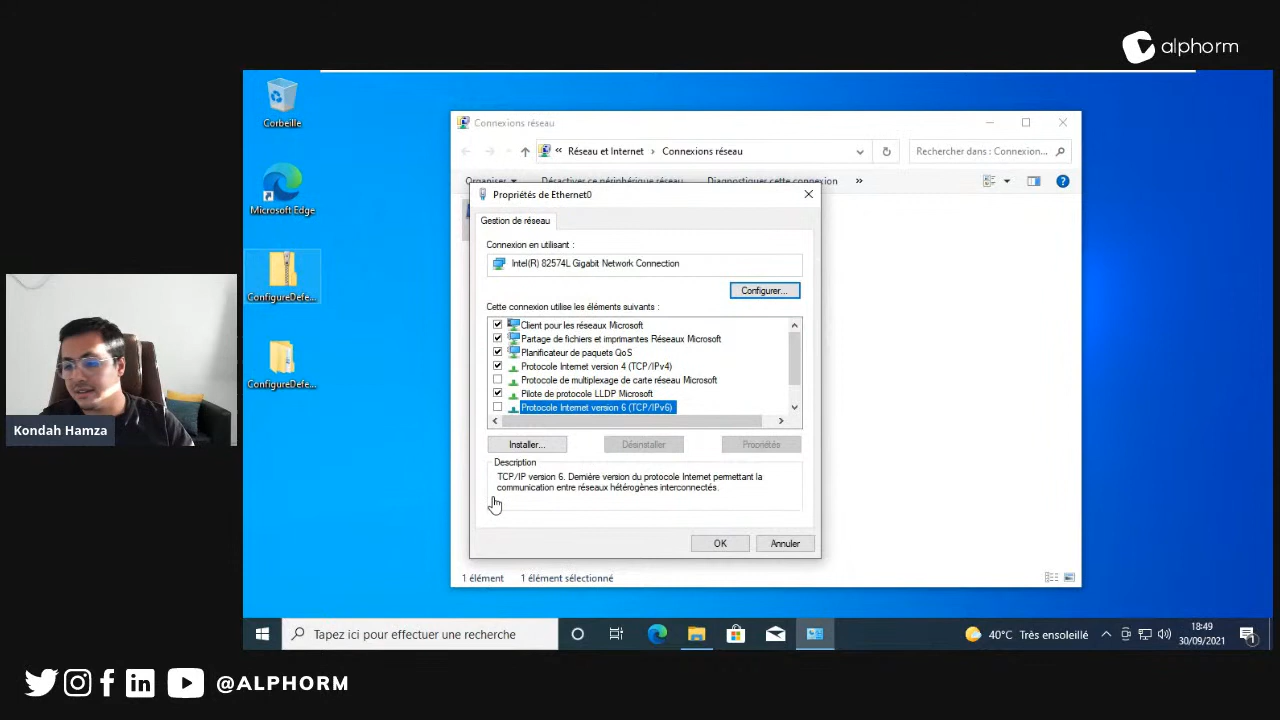 alphorm
Corbeille
Microsoft Edge
ConfigureDefe...
ConfigureDefe...
Kondah Hamza
Connexions réseau
« Réseau et Internet > Connexions réseau
Rechercher dans : Connexion...
Organiser
Désactiver ce périphérique réseau
Diagnostiquer cette connexion
»
Propriétés de Ethernet0
Gestion de réseau
Connexion en utilisant :
Intel(R) 82574L Gigabit Network Connection
Configurer...
Cette connexion utilise les éléments suivants :
Client pour les réseaux Microsoft
Partage de fichiers et imprimantes Réseaux Microsoft
Planificateur de paquets QoS
Protocole Internet version 4 (TCP/IPv4)
Protocole de multiplexage de carte réseau Microsoft
Pilote de protocole LLDP Microsoft
Protocole Internet version 6 (TCP/IPv6)
Installer...
Désinstaller
Propriétés
Description
TCP/IP version 6. Dernière version du protocole Internet permettant la
communication entre réseaux hétérogènes interconnectés.
OK
Annuler
1 élément
1 élément sélectionné
Tapez ici pour effectuer une recherche
40°C Très ensoleillé
18:49
30/09/2021
1
@ALPHORM